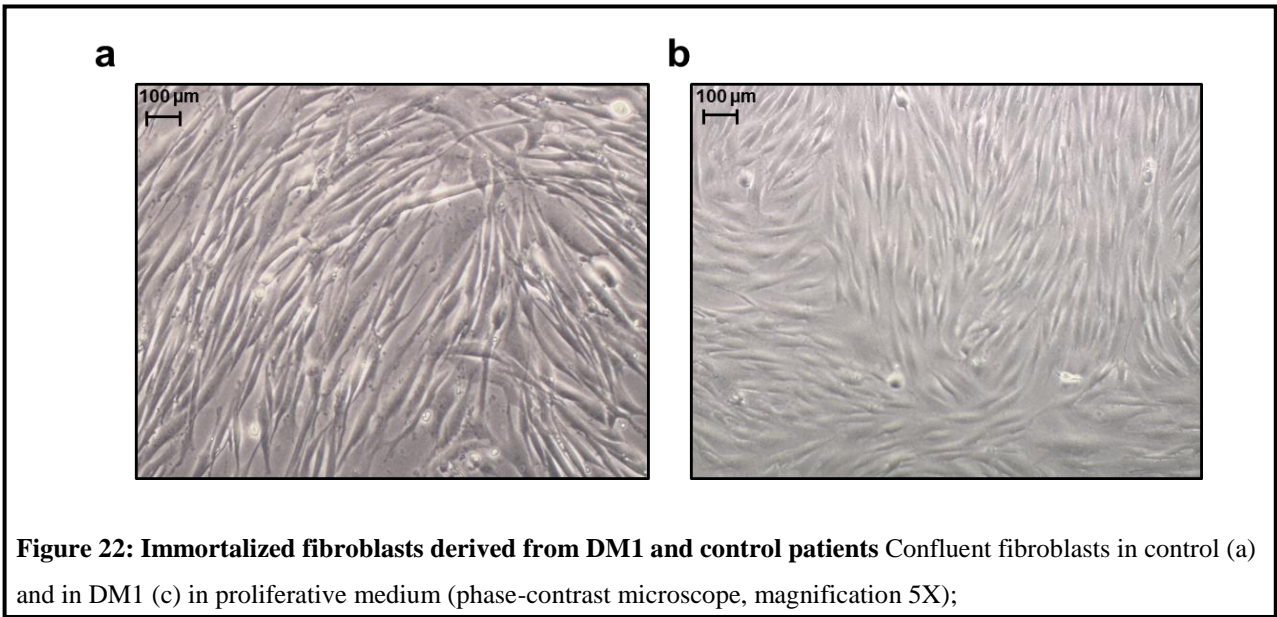 a
b
100 µm
100 µm
Figure 22: Immortalized fibroblasts derived from DM1 and control patients Confluent fibroblasts in control (a)
and in DM1 (c) in proliferative medium (phase-contrast microscope, magnification 5X);